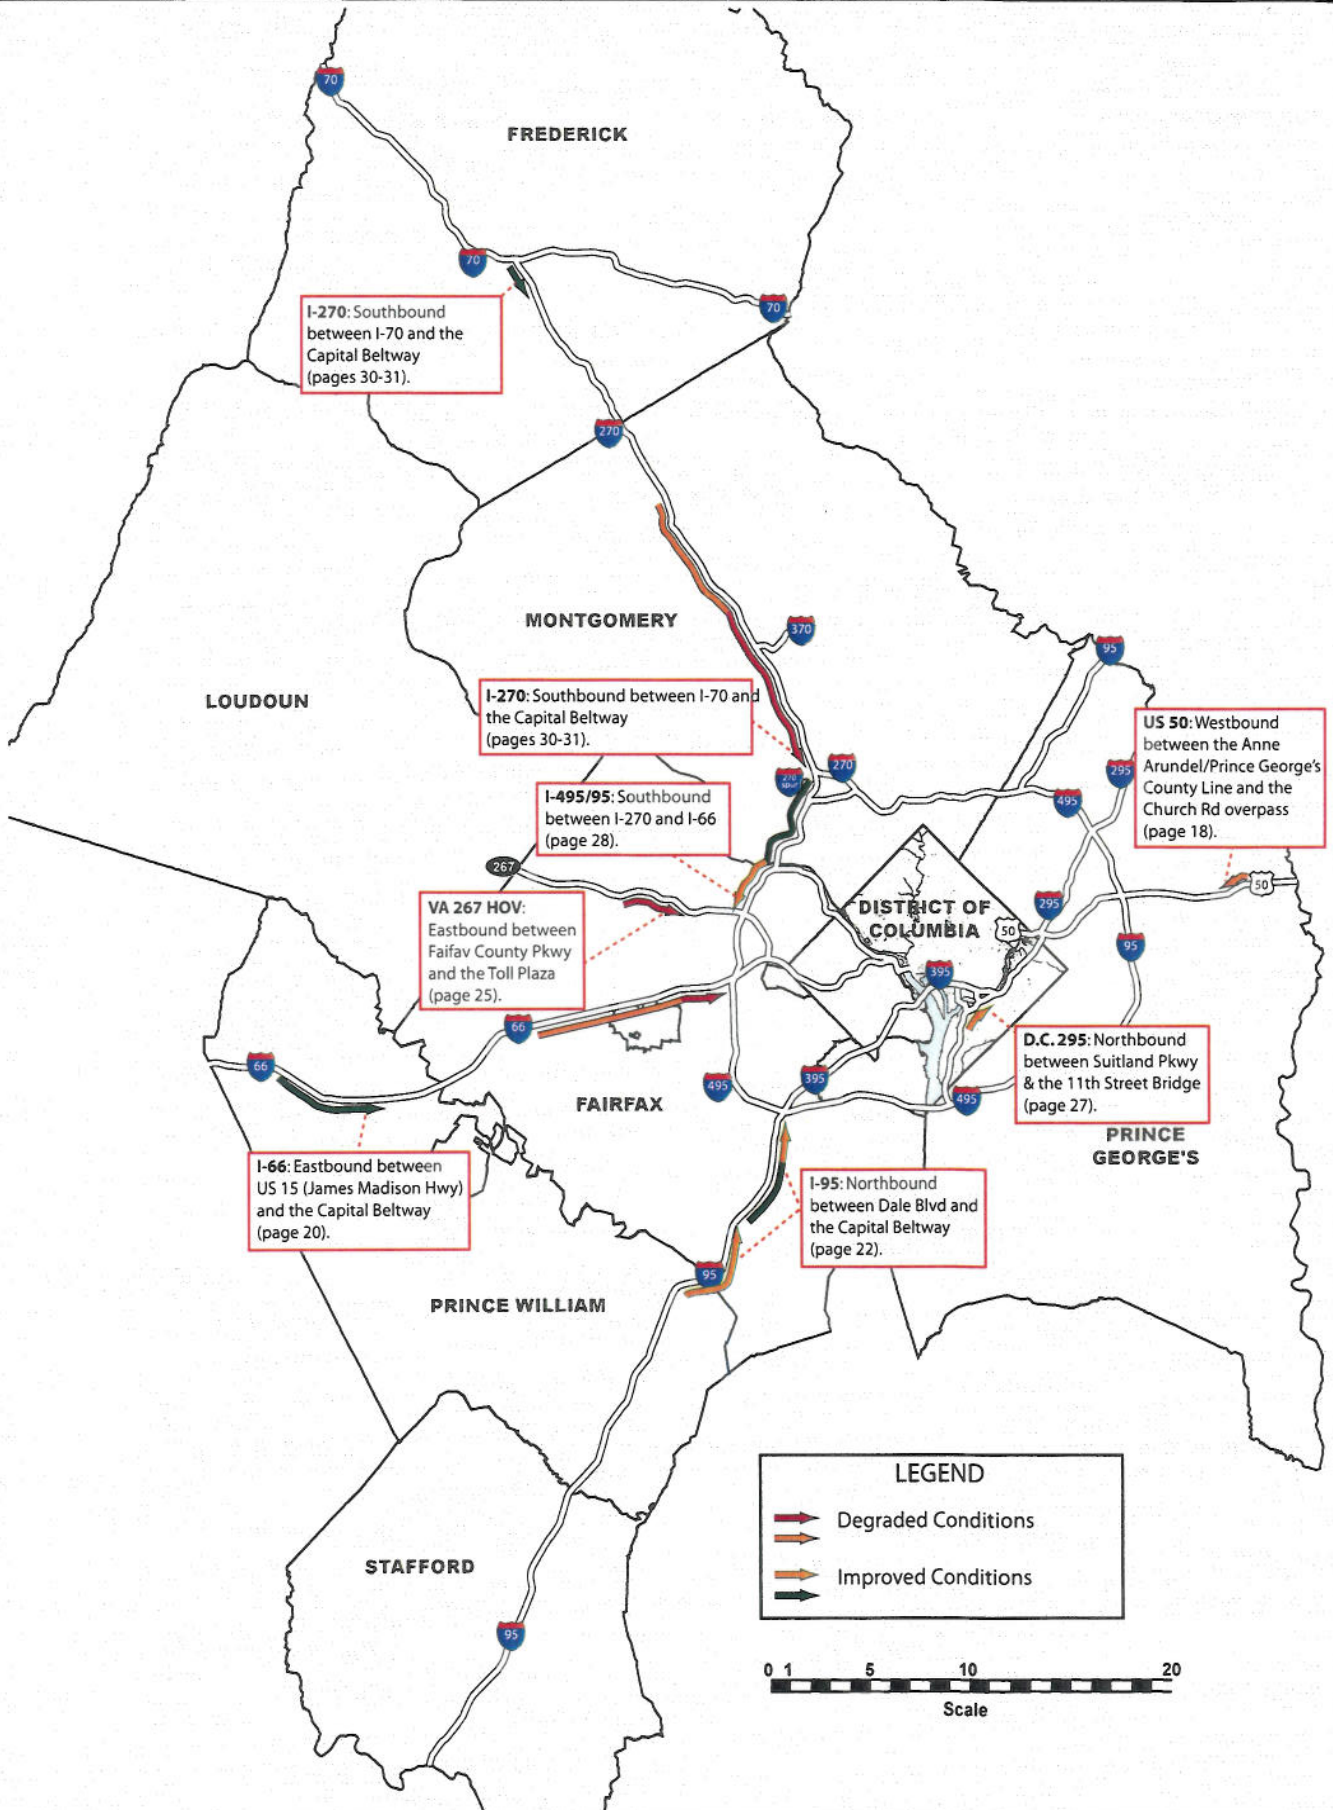 70
FREDERICK
70
70
I-270: Southbound
between I-70 and the
Capital Beltway
(pages 30-31).
270
MONTGOMERY
370
95
LOUDOUN
I-270: Southbound between I-70 and
the Capital Beltway
(pages 30-31).
US 50: Westbound
between the Anne
Arundel/Prince George's
County Line and the
Church Rd overpass
(page 18).
270
270
295
495
I-495/95: Southbound
between I-270 and I-66
(page 28).
267
50
VA 267 HOV:
Eastbound between
Faifav County Pkwy
and the Toll Plaza
(page 25).
DISTRICT OF
COLUMBIA
50
295
95
395
66
66
D.C. 295: Northbound
between Suitland Pkwy
& the 11th Street Bridge
(page 27).
495
395
495
FAIRFAX
PRINCE
GEORGE'S
I-66: Eastbound between
US 15 (James Madison Hwy)
and the Capital Beltway
(page 20).
I-95: Northbound
between Dale Blvd and
the Capital Beltway
(page 22).
95
PRINCE WILLIAM
LEGEND
Degraded Conditions
Improved Conditions
STAFFORD
95
0 1 5 10 20
Scale